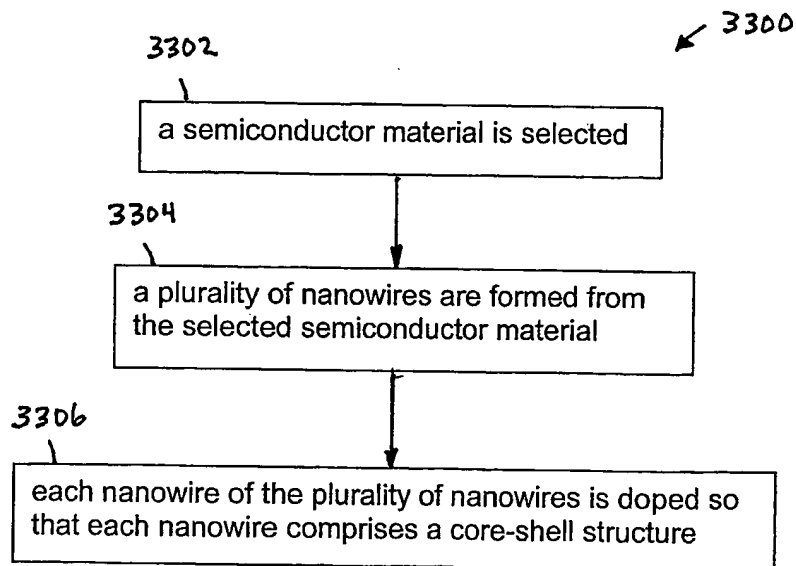 3300
3302
a semiconductor material is selected
3304
a plurality of nanowires are formed from
the selected semiconductor material
3306
each nanowire of the plurality of nanowires is doped so
that each nanowire comprises a core-shell structure